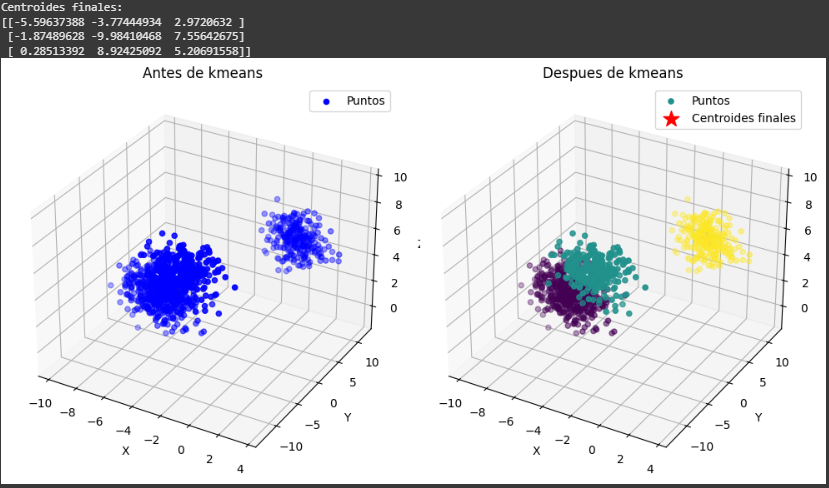 Centroides finales:
[[-5.59637388 -3.77444934  2.9720632 ]
 [-1.87489628 -9.98410468  7.55642675]
 [ 0.28513392  8.92425092  5.20691558]]
Antes de kmeans
Puntos
10
8
6
4
2
0
10
5
0
−5
−10
Y
−10
−8
−6
−4
−2
0
2
4
X
Despues de kmeans
Puntos
Centroides finales
10
8
6
4
2
0
10
5
0
−5
−10
Y
−10
−8
−6
−4
−2
0
2
4
X